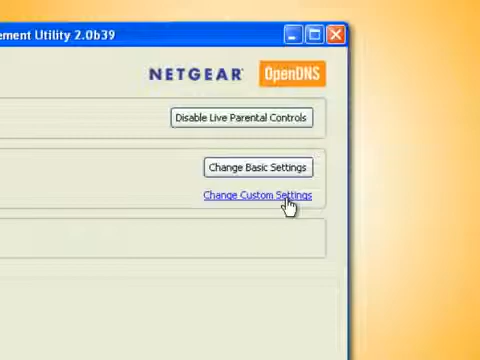 ement Utility 2.0b39
NETGEAR® OpenDNS
Disable Live Parental Controls
Change Basic Settings
Change Custom Settings